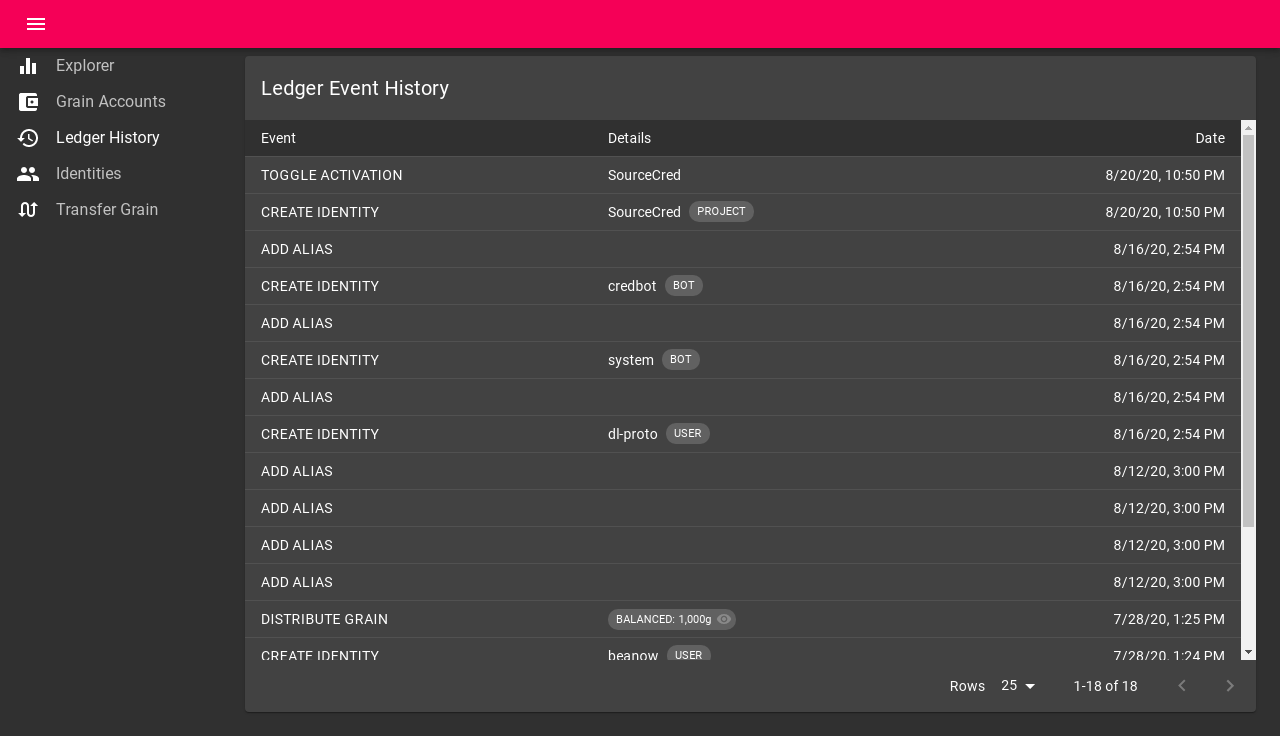 Explorer
Grain Accounts
Ledger History
Identities
Transfer Grain
Ledger Event History
Event Details Date
TOGGLE ACTIVATION SourceCred 8/20/20, 10:50 PM
CREATE IDENTITY SourceCred PROJECT 8/20/20, 10:50 PM
ADD ALIAS 8/16/20, 2:54 PM
CREATE IDENTITY credbot BOT 8/16/20, 2:54 PM
ADD ALIAS 8/16/20, 2:54 PM
CREATE IDENTITY system BOT 8/16/20, 2:54 PM
ADD ALIAS 8/16/20, 2:54 PM
CREATE IDENTITY dl-proto USER 8/16/20, 2:54 PM
ADD ALIAS 8/12/20, 3:00 PM
ADD ALIAS 8/12/20, 3:00 PM
ADD ALIAS 8/12/20, 3:00 PM
ADD ALIAS 8/12/20, 3:00 PM
DISTRIBUTE GRAIN BALANCED: 1,000g 7/28/20, 1:25 PM
CREATE IDENTITY beanow USER 7/28/20, 1:24 PM
Rows 25 1-18 of 18